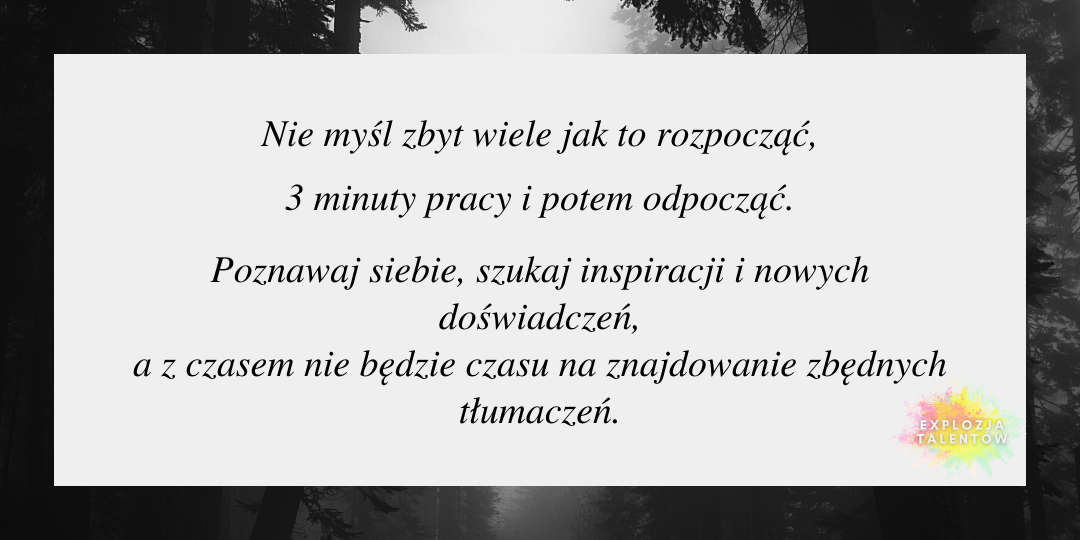 Nie myśl zbyt wiele jak to rozpocząć,
3 minuty pracy i potem odpocząć.
Poznawaj siebie, szukaj inspiracji i nowych
doświadczeń,
a z czasem nie będzie czasu na znajdowanie zbędnych
tłumaczeń.
EXPLOZJA
TALENTÓW